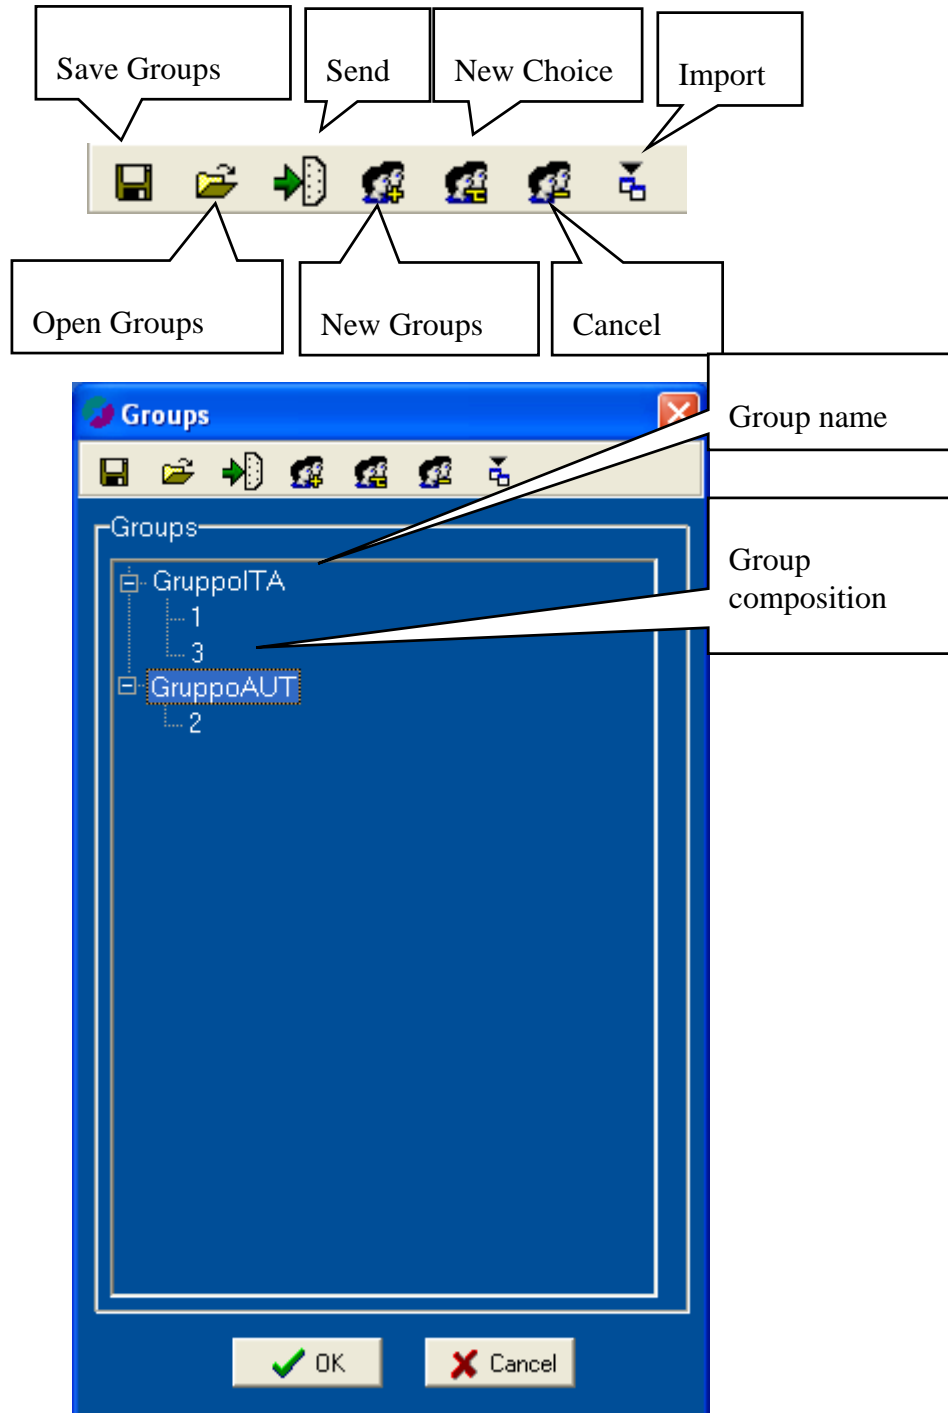 Save Groups
Send
New Choice
Import
Open Groups
New Groups
Cancel
Groups
Group name
Groups
GruppoITA
1
3
GruppoAUT
2
Group
composition
OK
Cancel